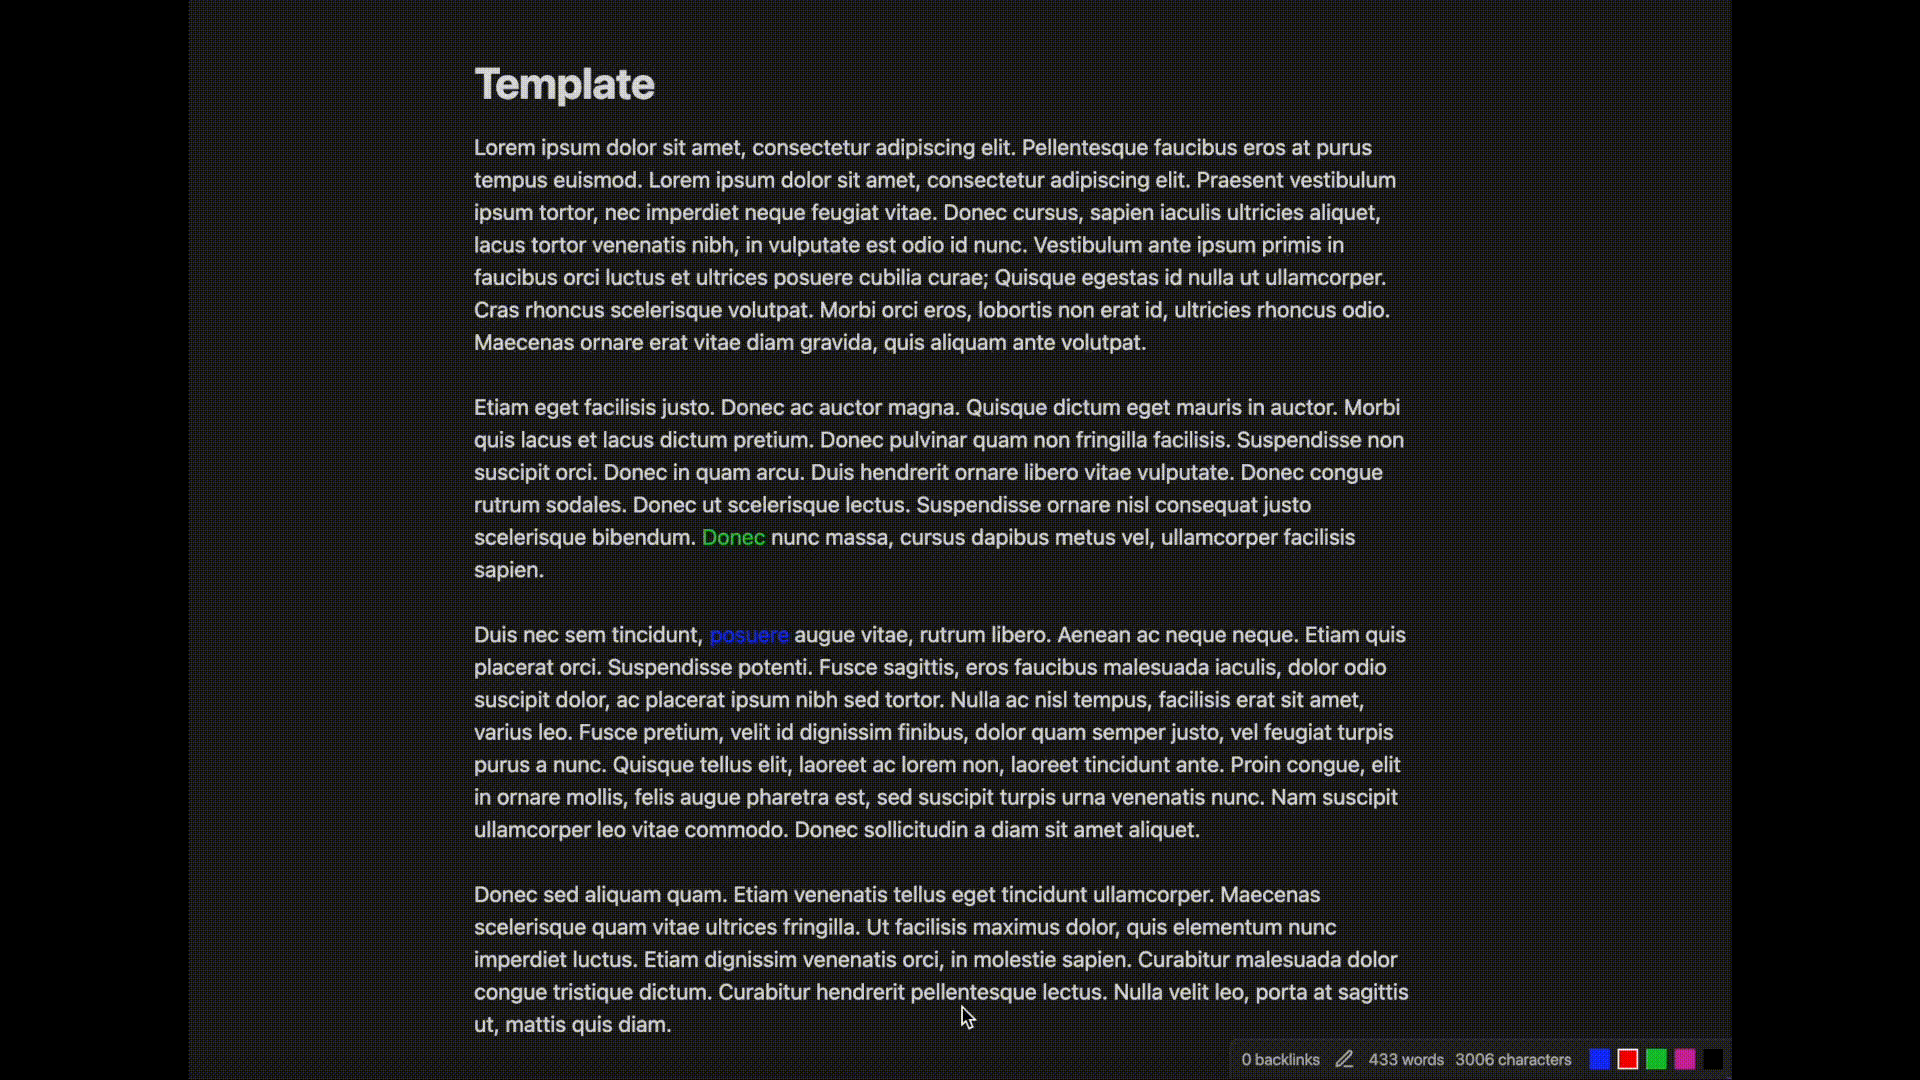 Template
Lorem ipsum dolor sit amet, consectetur adipiscing elit. Pellentesque faucibus eros at purus
tempus euismod. Lorem ipsum dolor sit amet, consectetur adipiscing elit. Praesent vestibulum
ipsum tortor, nec imperdiet neque feugiat vitae. Donec cursus, sapien iaculis ultricies aliquet,
lacus tortor venenatis nibh, in vulputate est odio id nunc. Vestibulum ante ipsum primis in
faucibus orci luctus et ultrices posuere cubilia curae; Quisque egestas id nulla ut ullamcorper.
Cras rhoncus scelerisque volutpat. Morbi orci eros, lobortis non erat id, ultricies rhoncus odio.
Maecenas ornare erat vitae diam gravida, quis aliquam ante volutpat.
Etiam eget facilisis justo. Donec ac auctor magna. Quisque dictum eget mauris in auctor. Morbi
quis lacus et lacus dictum pretium. Donec pulvinar quam non fringilla facilisis. Suspendisse non
suscipit orci. Donec in quam arcu. Duis hendrerit ornare libero vitae vulputate. Donec congue
rutrum sodales. Donec ut scelerisque lectus. Suspendisse ornare nisl consequat justo
scelerisque bibendum. Donec nunc massa, cursus dapibus metus vel, ullamcorper facilisis
sapien.
Duis nec sem tincidunt, posuere augue vitae, rutrum libero. Aenean ac neque neque. Etiam quis
placerat orci. Suspendisse potenti. Fusce sagittis, eros faucibus malesuada iaculis, dolor odio
suscipit dolor, ac placerat ipsum nibh sed tortor. Nulla ac nisl tempus, facilisis erat sit amet,
varius leo. Fusce pretium, velit id dignissim finibus, dolor quam semper justo, vel feugiat turpis
purus a nunc. Quisque tellus elit, laoreet ac lorem non, laoreet tincidunt ante. Proin congue, elit
in ornare mollis, felis augue pharetra est, sed suscipit turpis urna venenatis nunc. Nam suscipit
ullamcorper leo vitae commodo. Donec sollicitudin a diam sit amet aliquet.
Donec sed aliquam quam. Etiam venenatis tellus eget tincidunt ullamcorper. Maecenas
scelerisque quam vitae ultrices fringilla. Ut facilisis maximus dolor, quis elementum nunc
imperdiet luctus. Etiam dignissim venenatis orci, in molestie sapien. Curabitur malesuada dolor
congue tristique dictum. Curabitur hendrerit pellentesque lectus. Nulla velit leo, porta at sagittis
ut, mattis quis diam.
0 backlinks 433 words 3006 characters